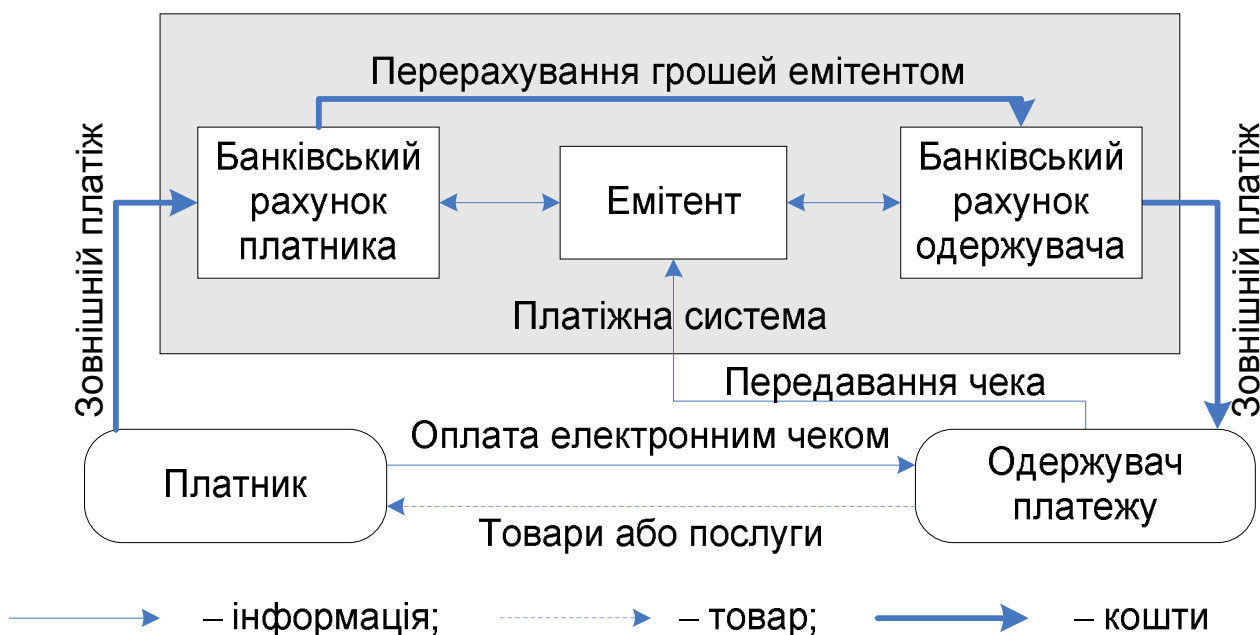 Перерахування грошей емітентом
Зовнішній платіж
Банківський
рахунок
платника
Емітент
Банківський
рахунок
одержувача
Зовнішній платіж
Платіжна система
Передавання чека
Оплата електронним чеком
Платник
Одержувач
платежу
Товари або послуги
– інформація;
– товар;
– кошти